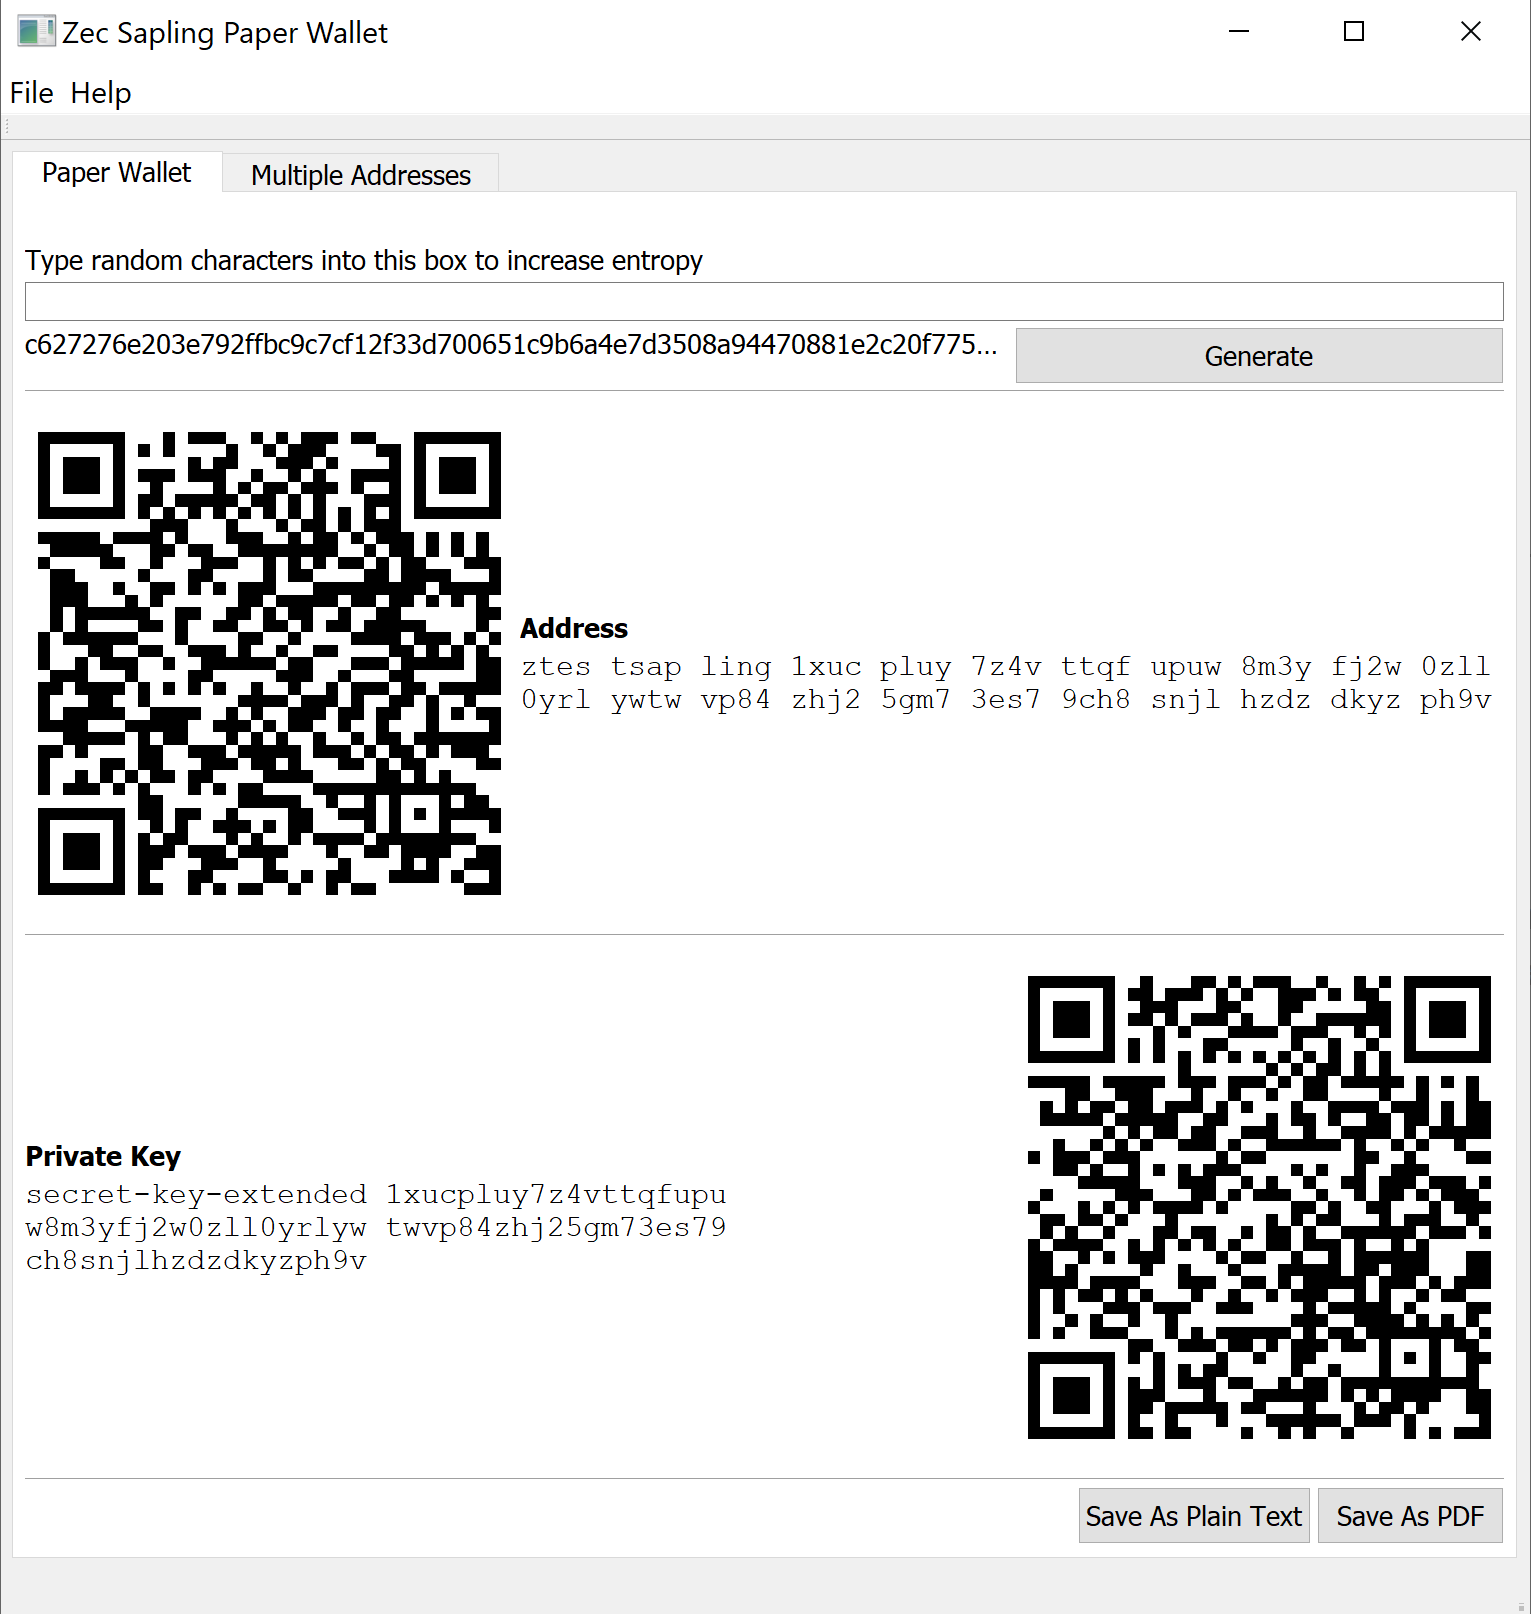 Zec Sapling Paper Wallet
File Help
Paper Wallet Multiple Addresses
Type random characters into this box to increase entropy
c627276e203e792ffbc9c7cf12f33d700651c9b6a4e7d3508a94470881e2c20f775...
Generate
Address
ztes tsap ling 1xuc pluy 7z4v ttqf upuw 8m3y fj2w 0zll
0yrl ywtw vp84 zhj2 5gm7 3es7 9ch8 snjl hzdz dkyz ph9v
Private Key
secret-key-extended 1xucpluy7z4vttqfupu
w8m3yfj2w0zll0yrlyw twvp84zhj25gm73es79
ch8snjlhzdzdkyzph9v
Save As Plain Text Save As PDF